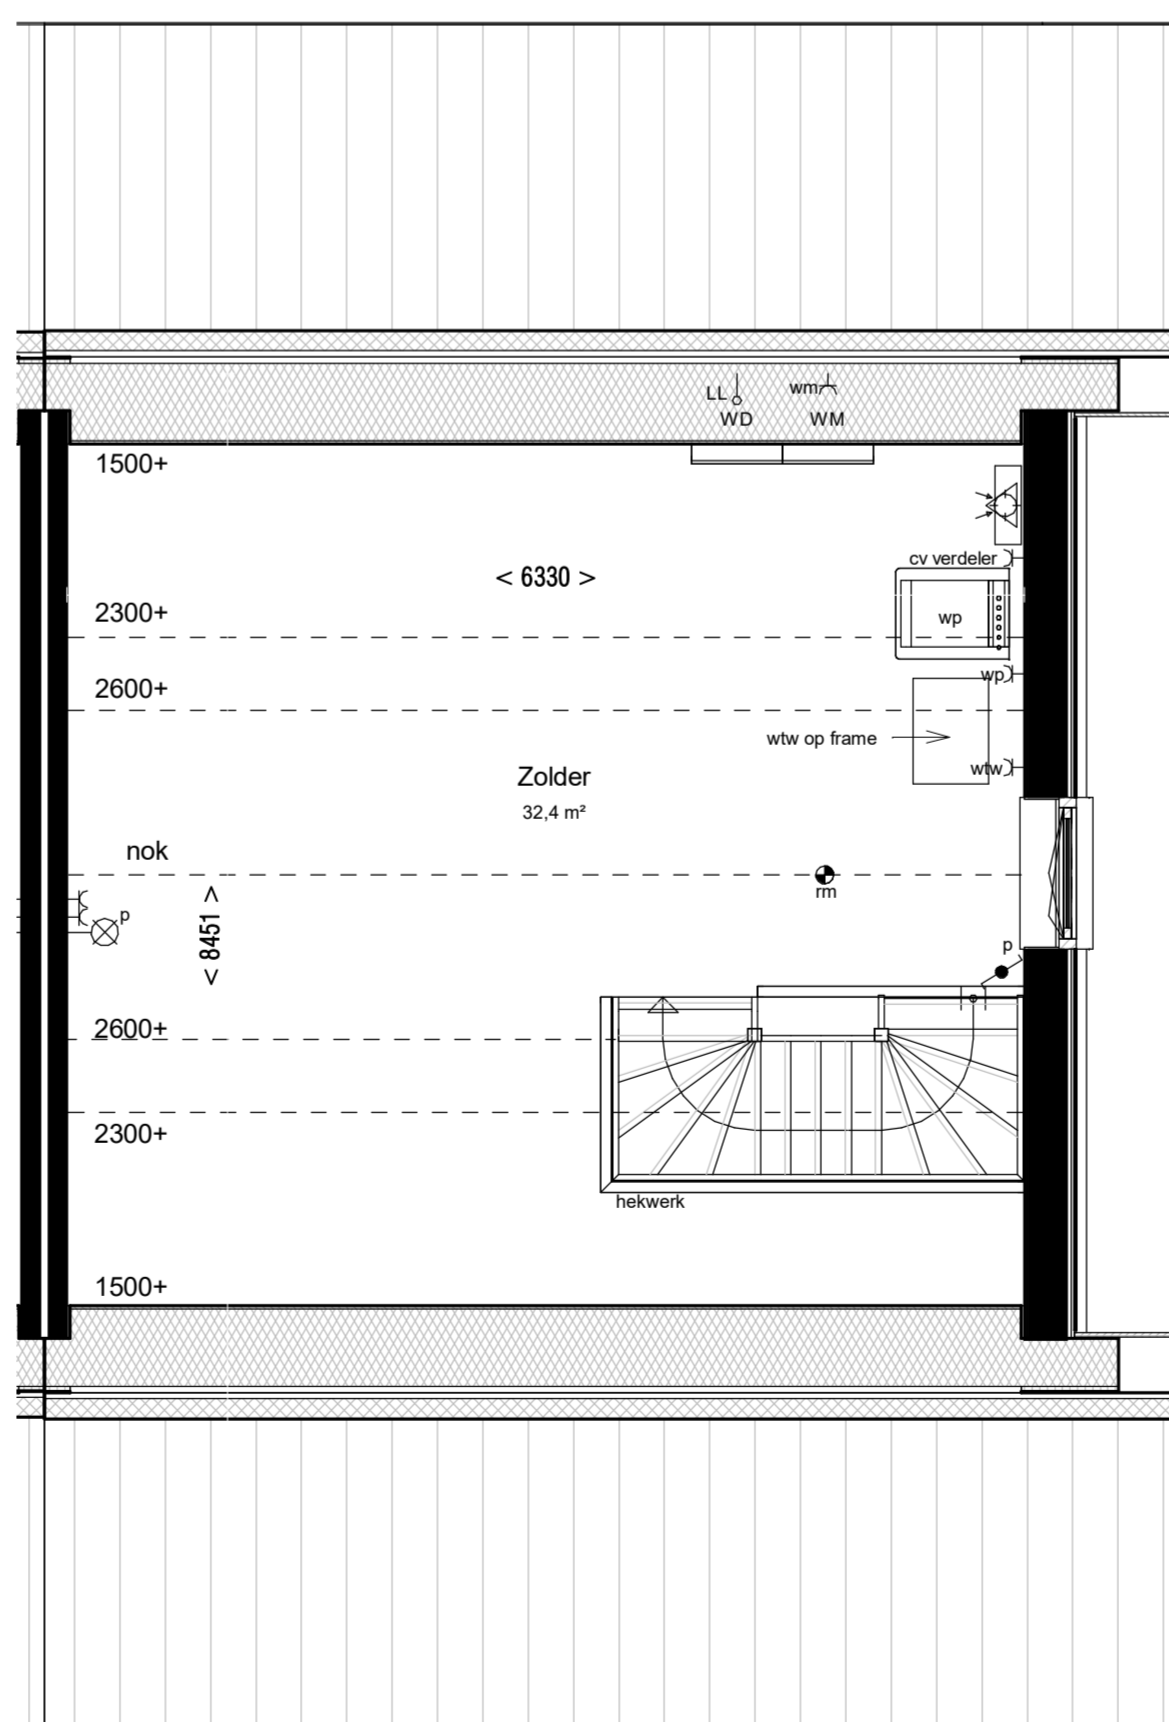 LL
wm
WD
WM
1500+
cv verdeler
< 6330 >
2300+
wp
wp
2600+
wtw op frame
wtw
Zolder
32,4 m²
nok
rm
p
< 8451 >
p
2600+
2300+
hekwerk
1500+